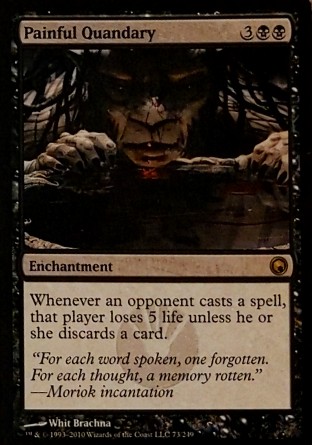 Painful Quandary 3
Enchantment
Whenever an opponent casts a spell,
that player loses 5 life unless he or
she discards a card.
“For each word spoken, one forgotten.
For each thought, a memory rotten.”
—Moriok incantation
Whit Brachna
™ & © 1993–2010 Wizards of the Coast LLC 73/249